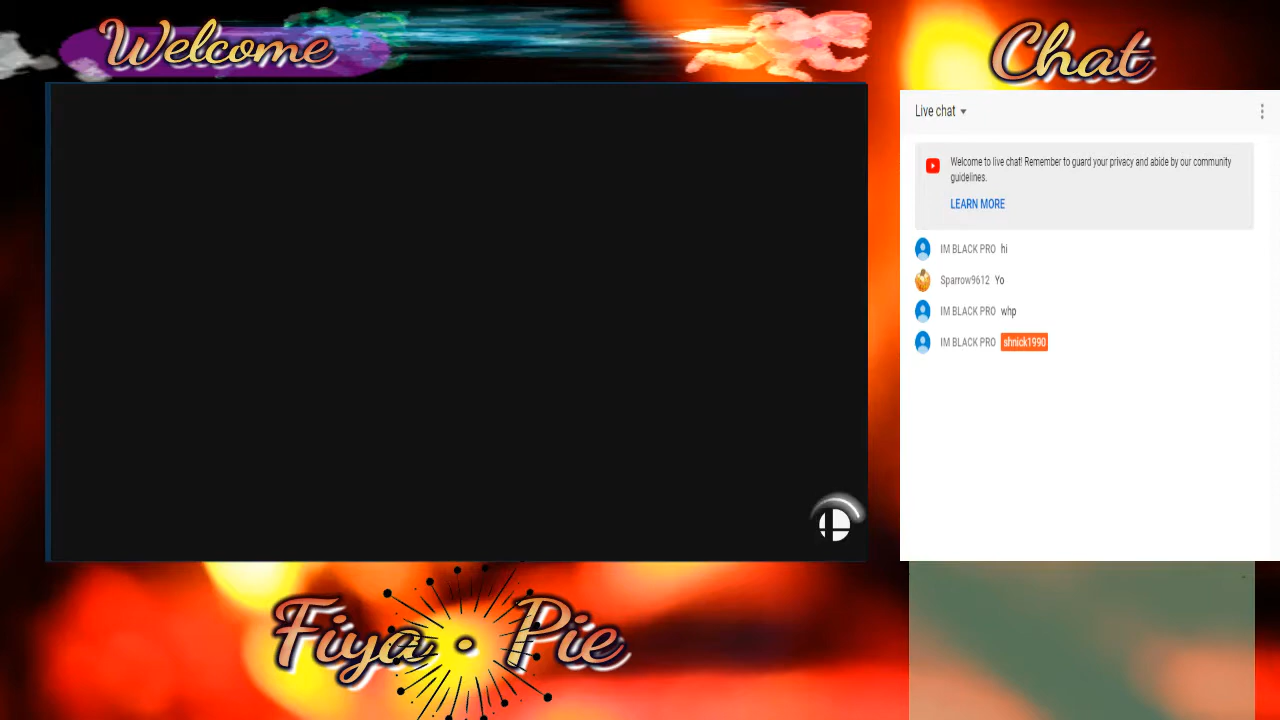 Welcome
Chat
Live chat
Welcome to live chat! Remember to guard your privacy and abide by our community
guidelines.
LEARN MORE
IM BLACK PRO hi
Sparrow9612 Yo
IM BLACK PRO whp
IM BLACK PRO shnick1990
Fiya Pie